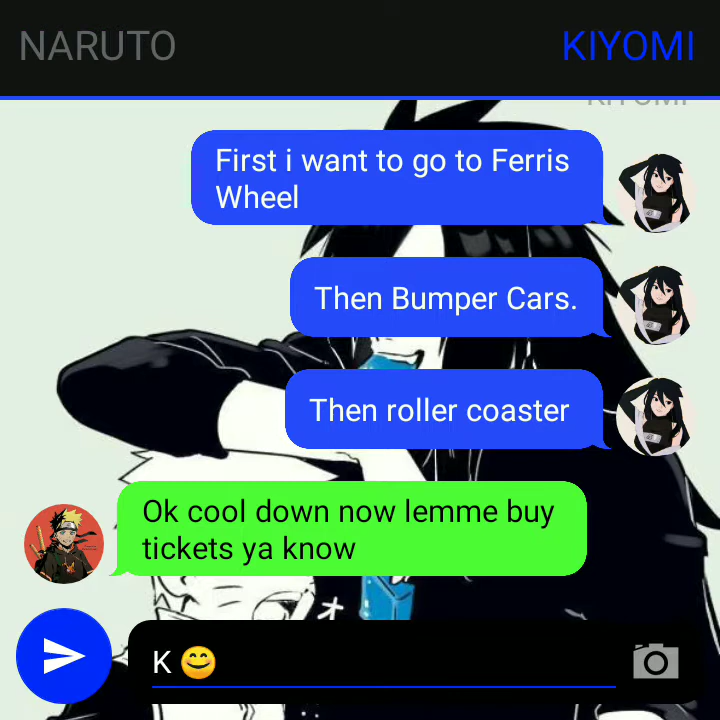 NARUTO
KIYOMI
First i want to go to Ferris
Wheel
Then Bumper Cars.
Then roller coaster
Ok cool down now lemme buy
tickets ya know
K 😊